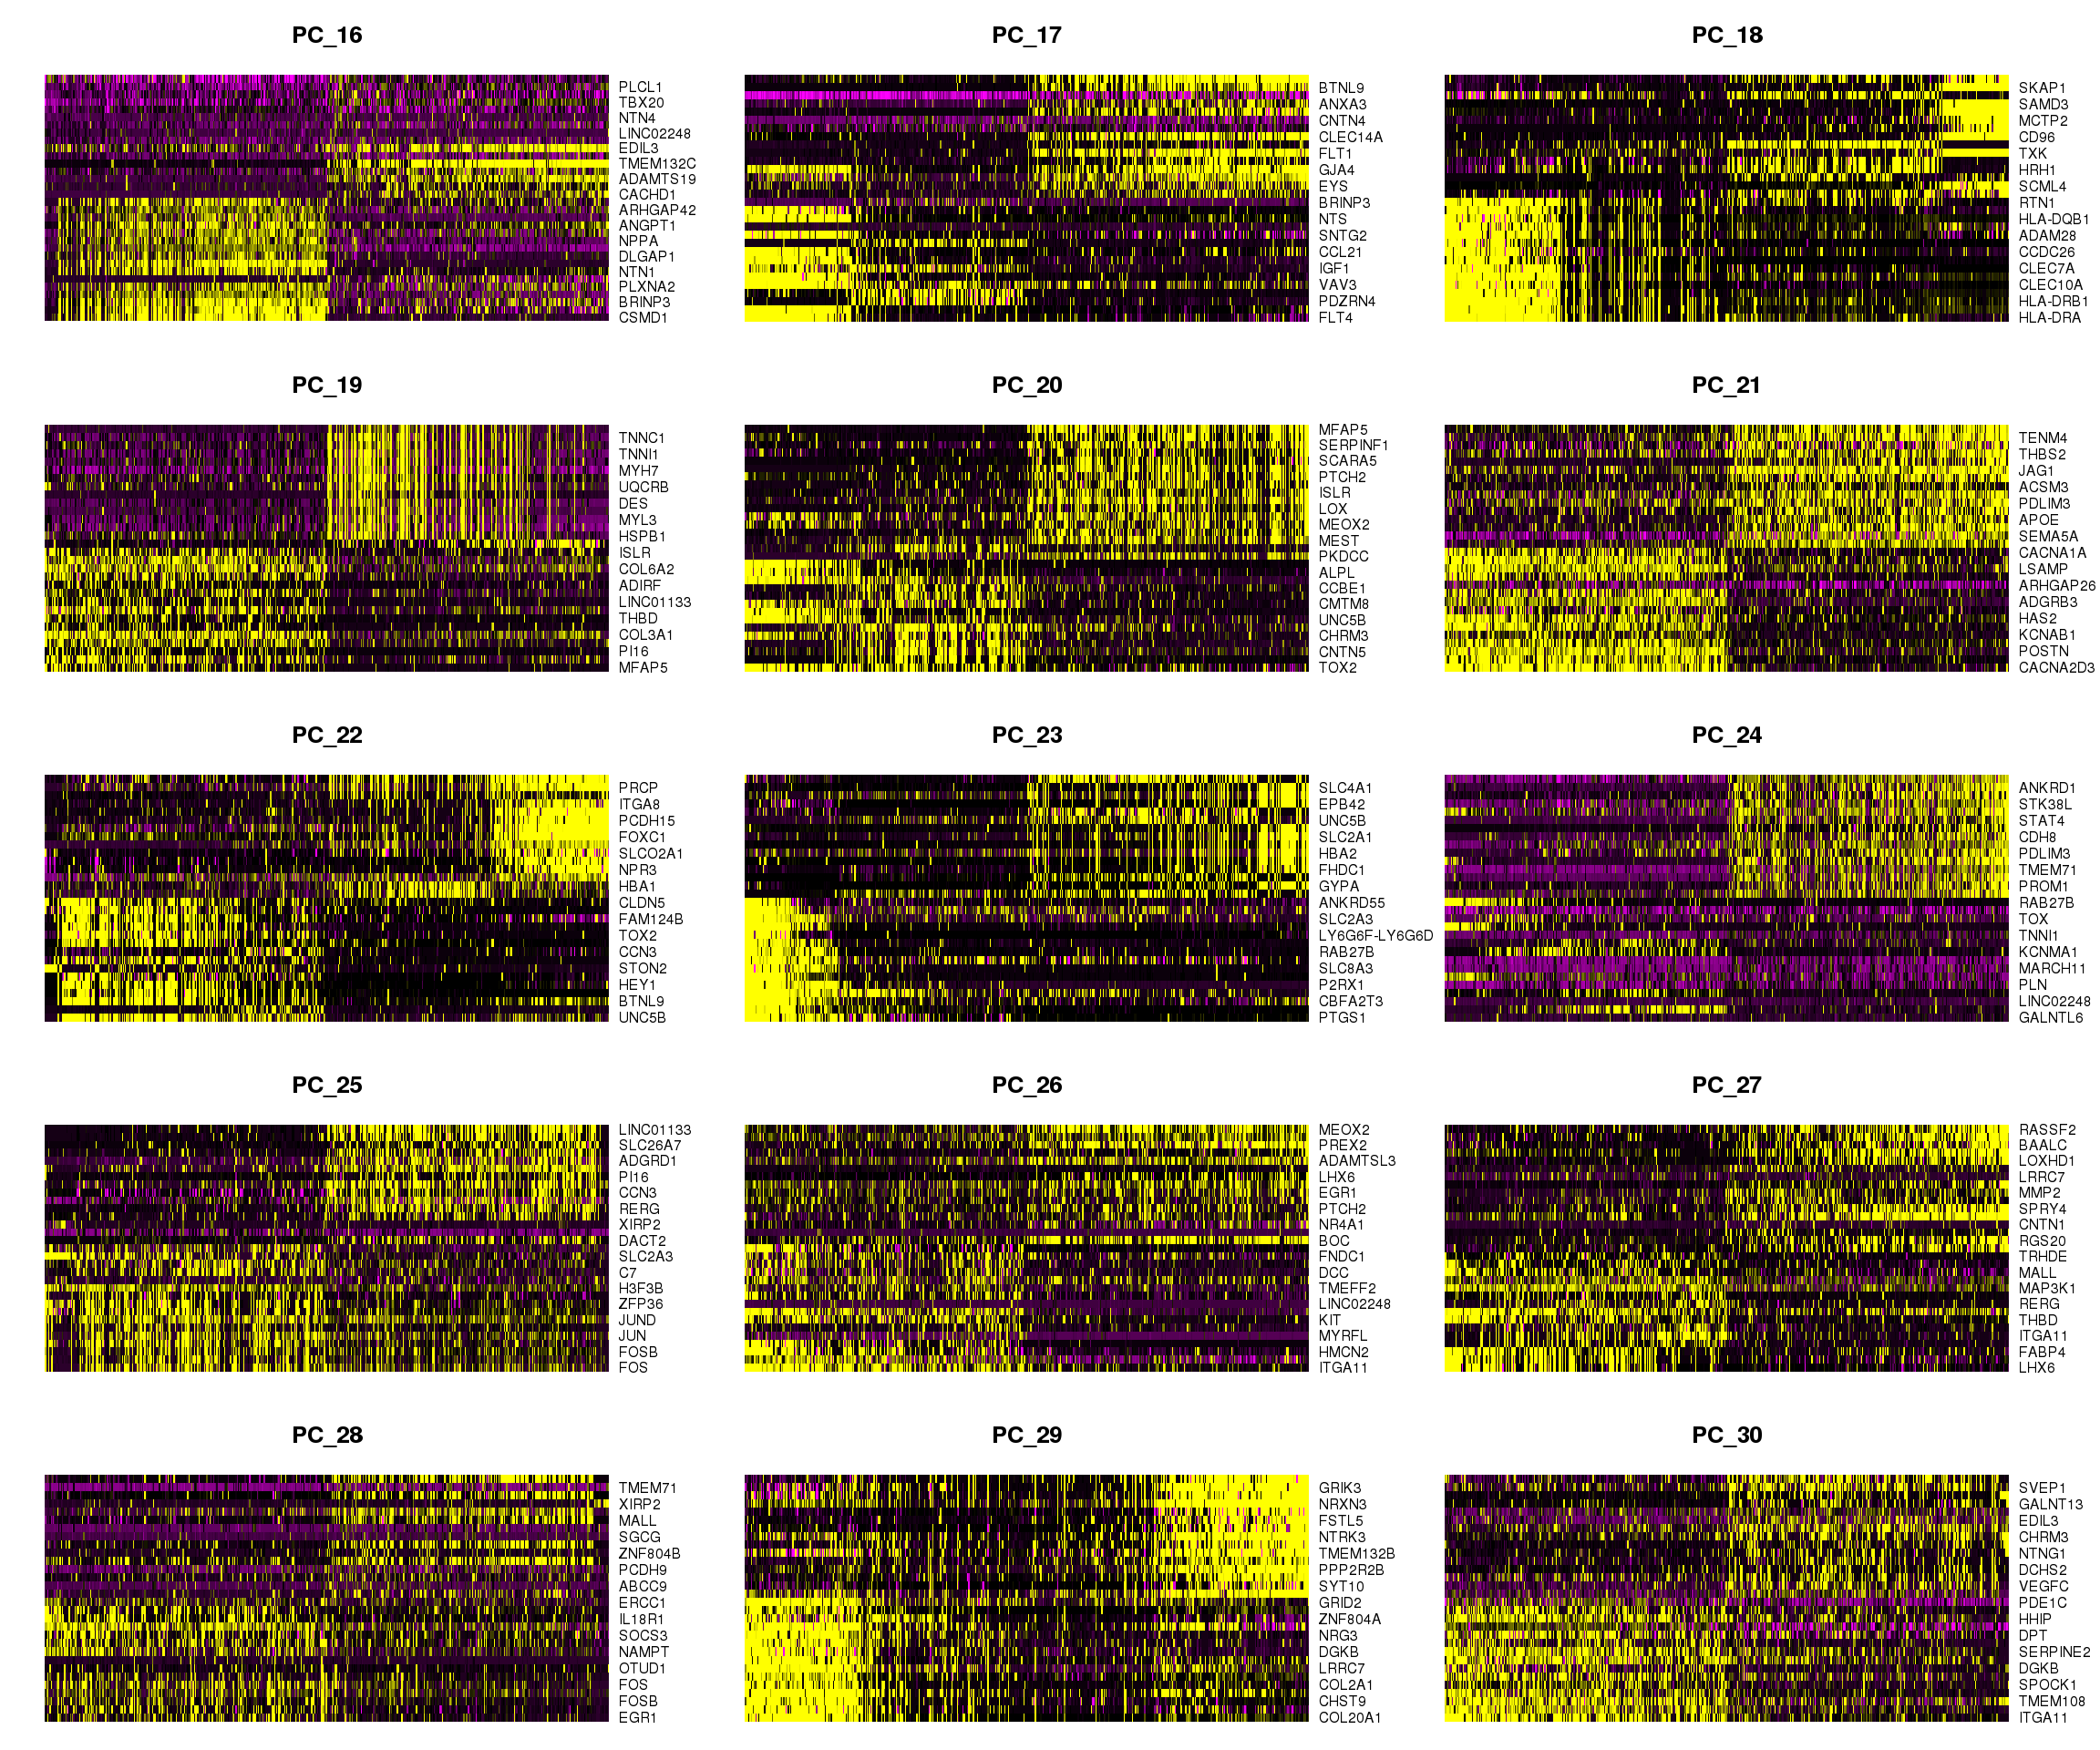 PC_16
PLCL1
TBX20
NTN4
LINC02248
EDIL3
TMEM132C
ADAMTS19
CACHD1
ARHGAP42
ANGPT1
NPPA
DLGAP1
NTN1
PLXNA2
BRINP3
CSMD1
PC_17
BTNL9
ANXA3
CNTN4
CLEC14A
FLT1
GJA4
EYS
BRINP3
NTS
SNTG2
CCL21
IGF1
VAV3
PDZRN4
FLT4
PC_18
SKAP1
SAMD3
MCTP2
CD96
TXK
HRH1
SCML4
RTN1
HLA-DQB1
ADAM28
CCDC26
CLEC7A
CLEC10A
HLA-DRB1
HLA-DRA
PC_19
TNNC1
TNNI1
MYH7
UQCRB
DES
MYL3
HSPB1
ISLR
COL6A2
ADIRF
LINC01133
THBD
COL3A1
PI16
MFAP5
PC_20
MFAP5
SERPINF1
SCARA5
PTCH2
ISLR
LOX
MEOX2
MEST
PKDCC
ALPL
CCBE1
CMTM8
UNC5B
CHRM3
CNTN5
TOX2
PC_21
TENM4
THBS2
JAG1
ACSM3
PDLIM3
APOE
SEMA5A
CACNA1A
LSAMP
ARHGAP26
ADGRB3
HAS2
KCNAB1
POSTN
CACNA2D3
PC_22
PRCP
ITGA8
PCDH15
FOXC1
SLCO2A1
NPR3
HBA1
CLDN5
FAM124B
TOX2
CCN3
STON2
HEY1
BTNL9
UNC5B
PC_23
SLC4A1
EPB42
UNC5B
SLC2A1
HBA2
FHDC1
GYPA
ANKRD55
SLC2A3
LY6G6F-LY6G6D
RAB27B
SLC8A3
P2RX1
CBFA2T3
PTGS1
PC_24
ANKRD1
STK38L
STAT4
CDH8
PDLIM3
TMEM71
PROM1
RAB27B
TOX
TNNI1
KCNMA1
MARCH11
PLN
LINC02248
GALNTL6
PC_25
LINC01133
SLC26A7
ADGRD1
PI16
CCN3
RERG
XIRP2
DACT2
SLC2A3
C7
H3F3B
ZFP36
JUND
JUN
FOSB
FOS
PC_26
MEOX2
PREX2
ADAMTSL3
LHX6
EGR1
PTCH2
NR4A1
BOC
FNDC1
DCC
TMEFF2
LINC02248
KIT
MYRFL
HMCN2
ITGA11
PC_27
RASSF2
BAALC
LOXHD1
LRRC7
MMP2
SPRY4
CNTN1
RGS20
TRHDE
MALL
MAP3K1
RERG
THBD
ITGA11
FABP4
LHX6
PC_28
TMEM71
XIRP2
MALL
SGCG
ZNF804B
PCDH9
ABCC9
ERCC1
IL18R1
SOCS3
NAMPT
OTUD1
FOS
FOSB
EGR1
PC_29
GRIK3
NRXN3
FSTL5
NTRK3
TMEM132B
PPP2R2B
SYT10
GRID2
ZNF804A
NRG3
DGKB
LRRC7
COL2A1
CHST9
COL20A1
PC_30
SVEP1
GALNT13
EDIL3
CHRM3
NTNG1
DCHS2
VEGFC
PDE1C
HHIP
DPT
SERPINE2
DGKB
SPOCK1
TMEM108
ITGA11